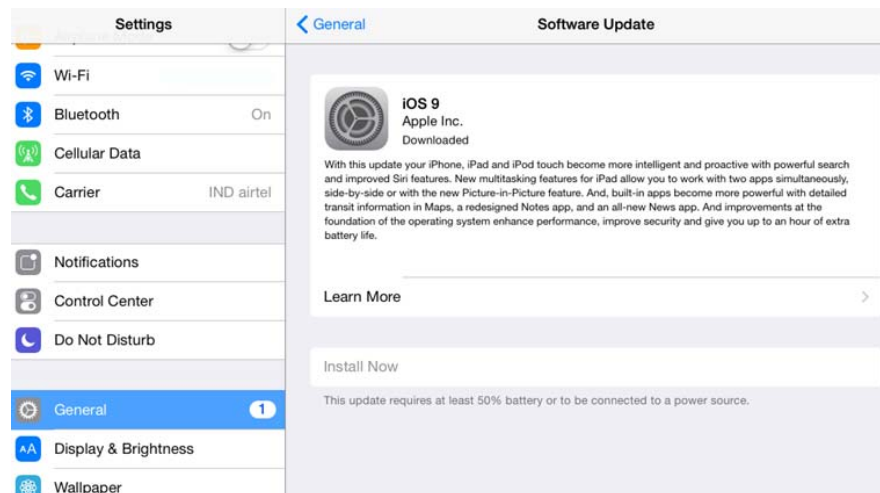 Settings
Wi-Fi
Bluetooth On
Cellular Data
Carrier IND airtel
Notifications
Control Center
Do Not Disturb
General 1
Display & Brightness
Wallpaper
General
Software Update
iOS 9
Apple Inc.
Downloaded
With this update your iPhone, iPad and iPod touch become more intelligent and proactive with powerful search
and improved Siri features. New multitasking features for iPad allow you to work with two apps simultaneously,
side-by-side or with the new Picture-in-Picture feature. And, built-in apps become more powerful with detailed
transit information in Maps, a redesigned Notes app, and an all-new News app. And improvements at the
foundation of the operating system enhance performance, improve security and give you up to an hour of extra
battery life.
Learn More
Install Now
This update requires at least 50% battery or to be connected to a power source.